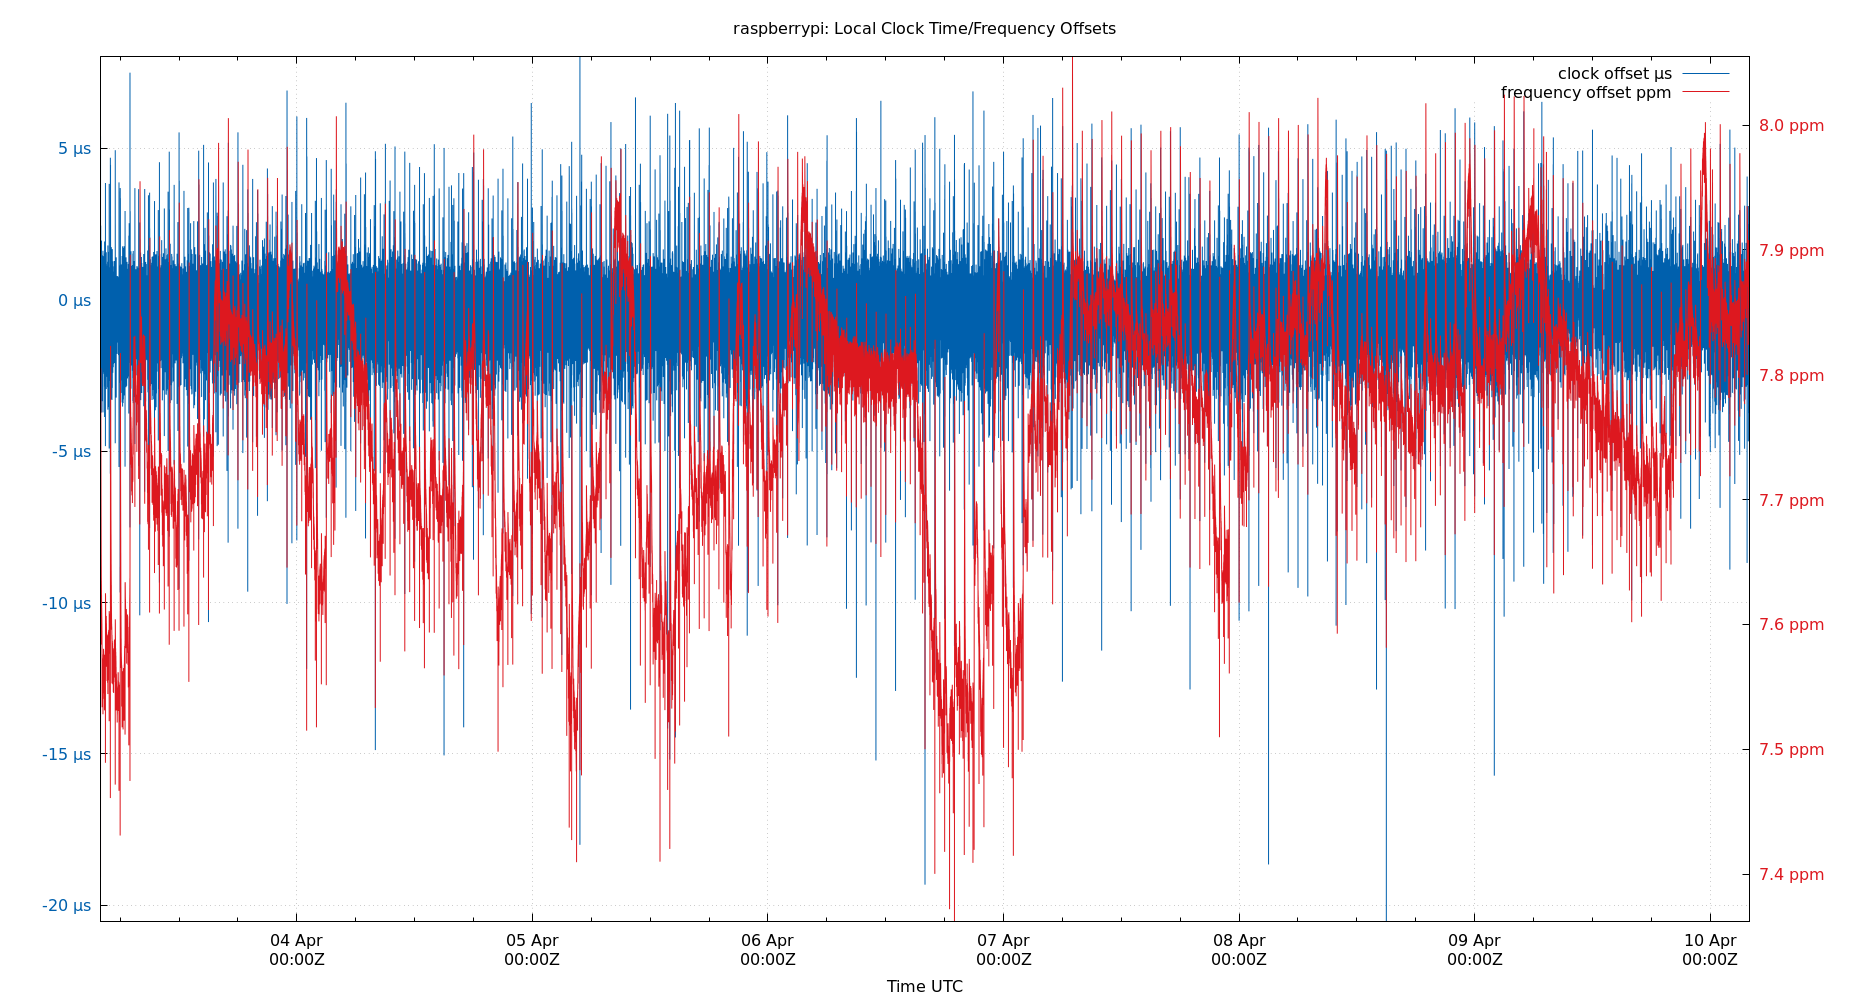 raspberrypi: Local Clock Time/Frequency Offsets
clock offset µs
frequency offset ppm
5 µs
0 µs
-5 µs
-10 µs
-15 µs
-20 µs
8.0 ppm
7.9 ppm
7.8 ppm
7.7 ppm
7.6 ppm
7.5 ppm
7.4 ppm
04 Apr
00:00Z
05 Apr
00:00Z
06 Apr
00:00Z
07 Apr
00:00Z
08 Apr
00:00Z
09 Apr
00:00Z
10 Apr
00:00Z
Time UTC